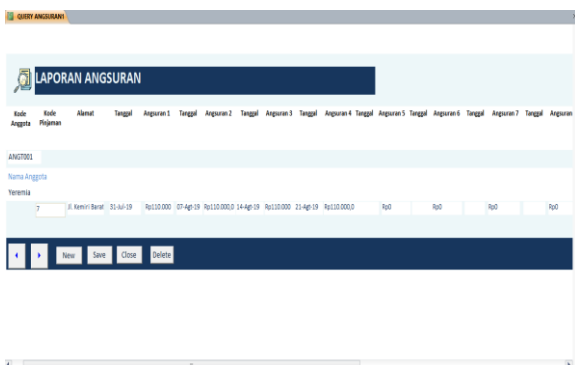 QUERY ANGSURAN1
LAPORAN ANGSURAN
Kode Anggota Kode Pinjaman Alamat Tanggal Angsuran 1 Tanggal Angsuran 2 Tanggal Angsuran 3 Tanggal Angsuran 4 Tanggal Angsuran 5 Tanggal Angsuran 6 Tanggal Angsuran 7 Tanggal Angsuran
ANGT001
Nama Anggota
Yeremia
7 Jl. Kemiri Barat 31-Jul-19 Rp110.000 07-Agt-19 Rp110.000,0 14-Agt-19 Rp110.000 21-Agt-19 Rp110.000,0 Rp0 Rp0 Rp0 Rp0
New Save Close Delete